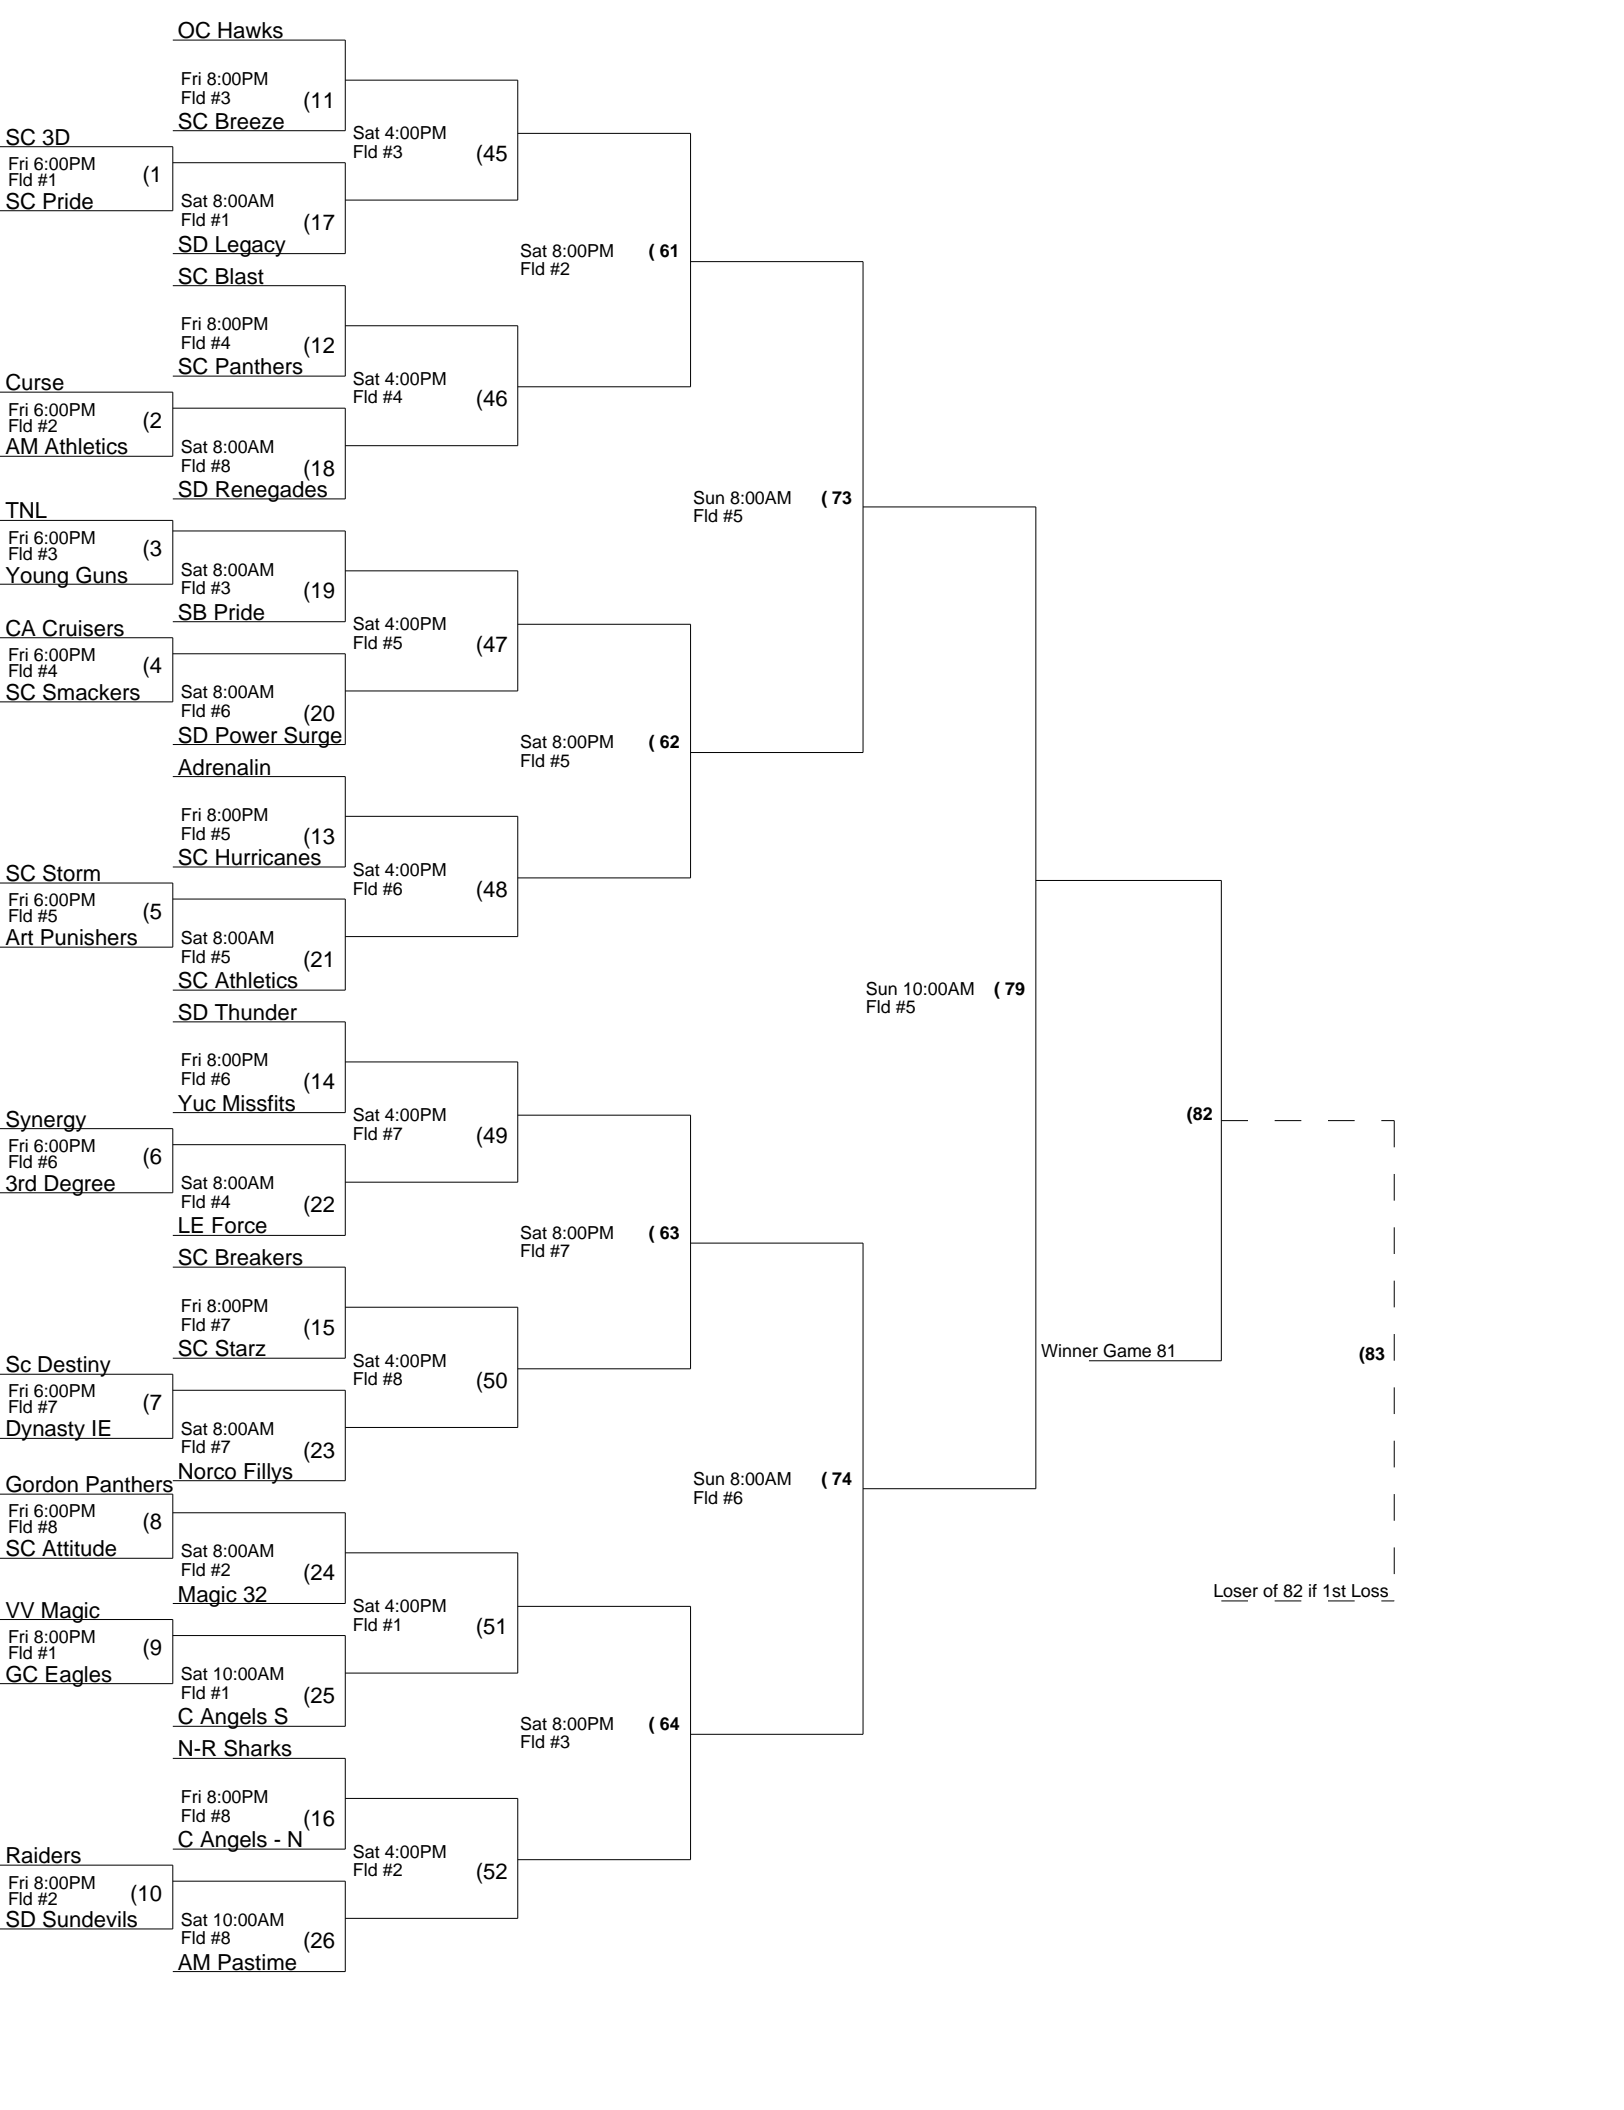 OC Hawks
Fri 8:00PM
Fld #3
(11
SC Breeze
SC 3D
Fri 6:00PM
Fld #1
(1
SC Pride
Sat 8:00AM
Fld #1
(17
SD Legacy
Sat 4:00PM
Fld #3
(45
SC Blast
Fri 8:00PM
Fld #4
(12
SC Panthers
Curse
Fri 6:00PM
Fld #2
(2
AM Athletics
Sat 8:00AM
Fld #8
(18
SD Renegades
Sat 4:00PM
Fld #4
(46
Sat 8:00PM
Fld #2
( 61
TNL
Fri 6:00PM
Fld #3
(3
Young Guns
Sat 8:00AM
Fld #3
(19
SB Pride
CA Cruisers
Fri 6:00PM
Fld #4
(4
SC Smackers
Sat 8:00AM
Fld #6
(20
SD Power Surge
Sat 4:00PM
Fld #5
(47
Adrenalin
Fri 8:00PM
Fld #5
(13
SC Hurricanes
SC Storm
Fri 6:00PM
Fld #5
(5
Art Punishers
Sat 8:00AM
Fld #5
(21
SC Athletics
Sat 4:00PM
Fld #6
(48
Sat 8:00PM
Fld #5
( 62
Sun 8:00AM
Fld #5
( 73
SD Thunder
Fri 8:00PM
Fld #6
(14
Yuc Missfits
Synergy
Fri 6:00PM
Fld #6
(6
3rd Degree
Sat 8:00AM
Fld #4
(22
LE Force
Sat 4:00PM
Fld #7
(49
SC Breakers
Fri 8:00PM
Fld #7
(15
SC Starz
Sc Destiny
Fri 6:00PM
Fld #7
(7
Dynasty IE
Sat 8:00AM
Fld #7
(23
Norco Fillys
Sat 4:00PM
Fld #8
(50
Sat 8:00PM
Fld #7
( 63
Gordon Panthers
Fri 6:00PM
Fld #8
(8
SC Attitude
Sat 8:00AM
Fld #2
(24
Magic 32
VV Magic
Fri 8:00PM
Fld #1
(9
GC Eagles
Sat 10:00AM
Fld #1
(25
C Angels S
Sat 4:00PM
Fld #1
(51
N-R Sharks
Fri 8:00PM
Fld #8
(16
C Angels - N
Raiders
Fri 8:00PM
Fld #2
(10
SD Sundevils
Sat 10:00AM
Fld #8
(26
AM Pastime
Sat 4:00PM
Fld #2
(52
Sat 8:00PM
Fld #3
( 64
Sun 8:00AM
Fld #6
( 74
Sun 10:00AM
Fld #5
( 79
(82
Winner Game 81
(83
Loser of 82 if 1st Loss